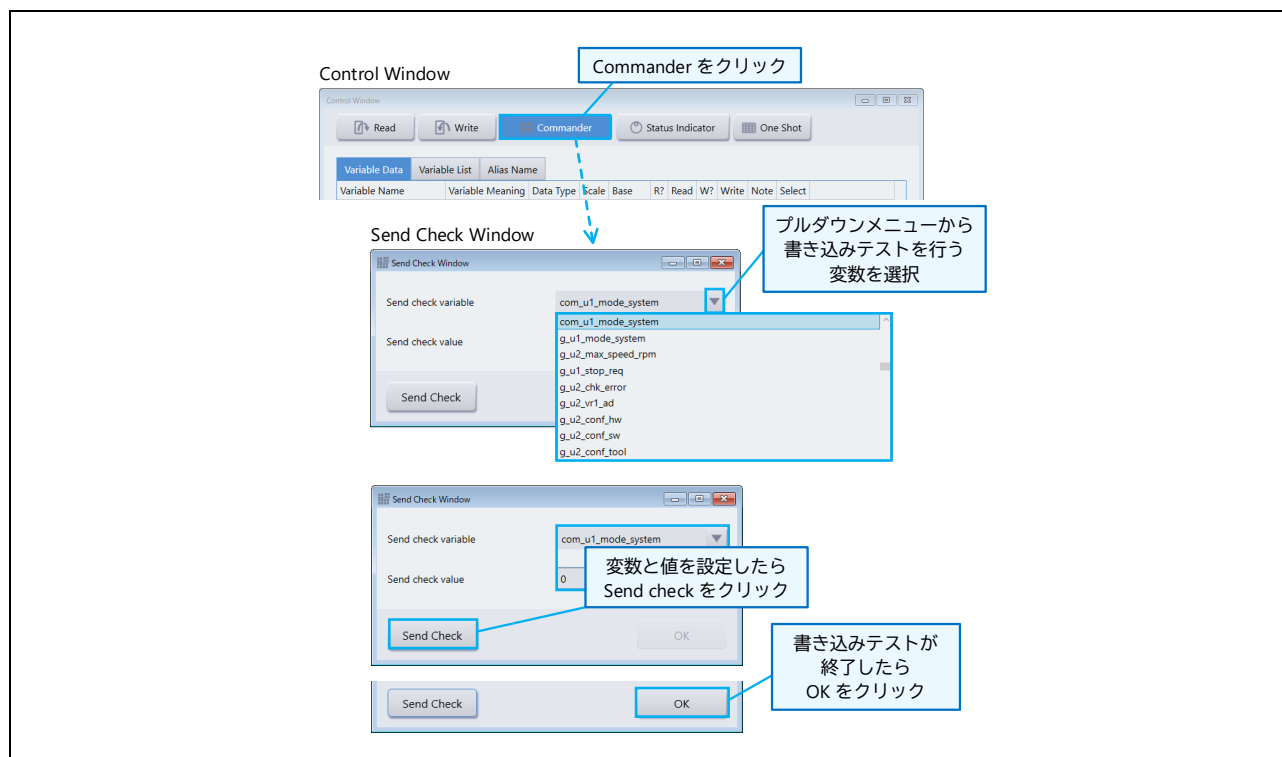 Commander をクリック
Control Window
Control Window
Read Write Commander Status Indicator One Shot
Variable Data Variable List Alias Name
Variable Name Variable Meaning Data Type Scale Base R? Read W? Write Note Select
プルダウンメニューから
書き込みテストを行う
変数を選択
Send Check Window
Send Check Window
Send check variable com_u1_mode_system
com_u1_mode_system
Send check value
g_u1_mode_system
g_u2_max_speed_rpm
g_u1_stop_req
g_u2_chk_error
Send Check
g_u2_vr1_ad
g_u2_conf_hw
g_u2_conf_sw
g_u2_conf_tool
Send Check Window
Send check variable com_u1_mode_system
変数と値を設定したら
Send check をクリック
Send check value 0
Send Check OK
書き込みテストが
終了したら
OK をクリック
Send Check OK